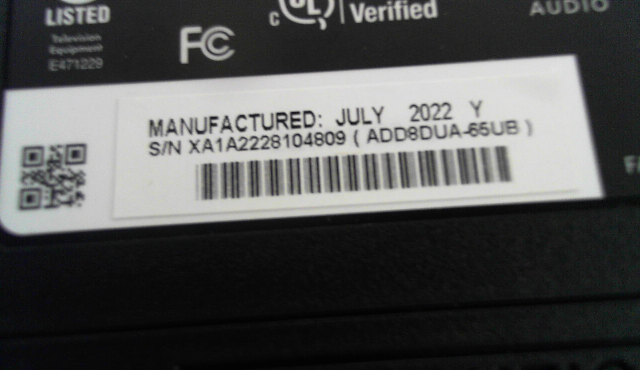 LISTED
Television
Equipment
E471229
FC
c UL
Verified
AUDIO
MANUFACTURED: JULY 2022 Y
S/N XA1A2228104809 ( ADD8DUA-65UB )